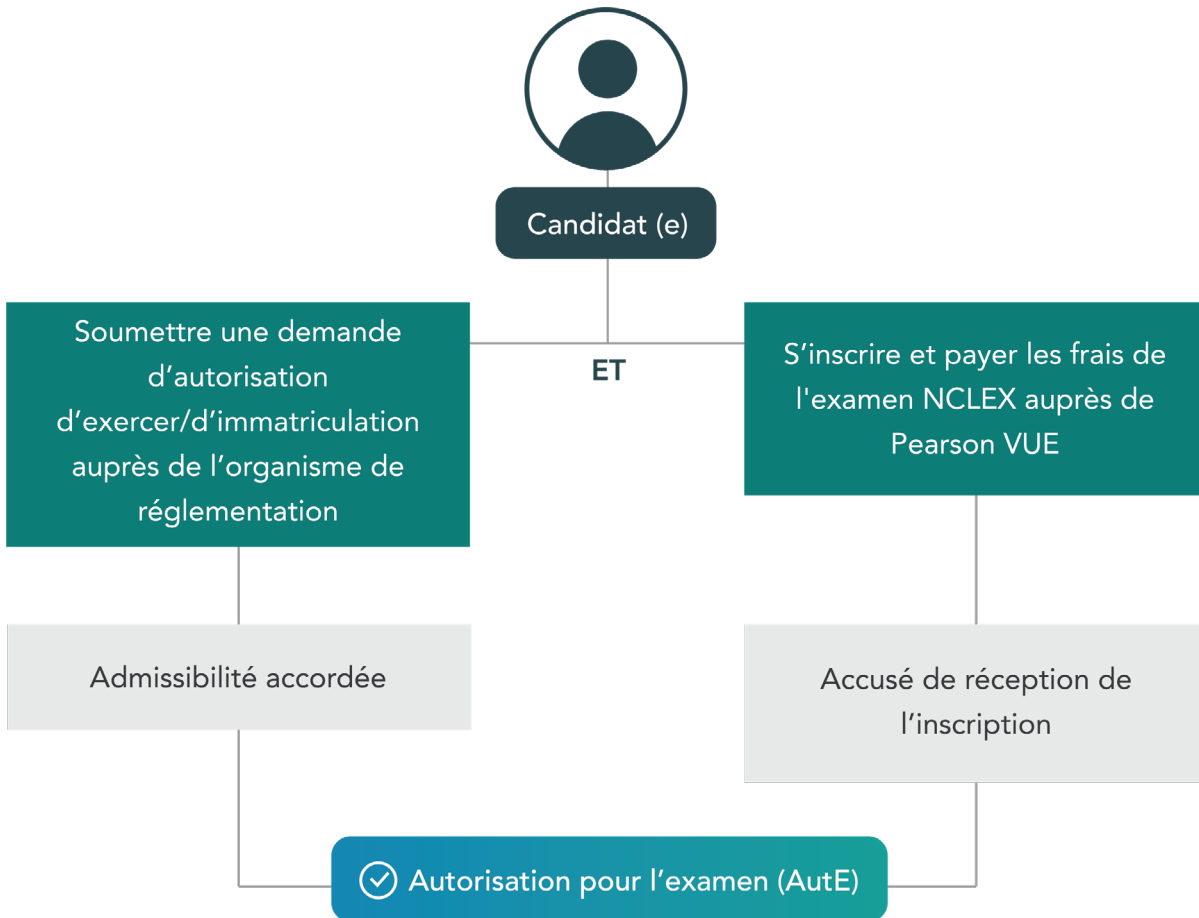 Candidat (e)
Soumettre une demande
d’autorisation
d’exercer/d’immatriculation
auprès de l’organisme de
réglementation
ET
S’inscrire et payer les frais de
l'examen NCLEX auprès de
Pearson VUE
Admissibilité accordée
Accusé de réception de
l’inscription
Autorisation pour l’examen (AutE)